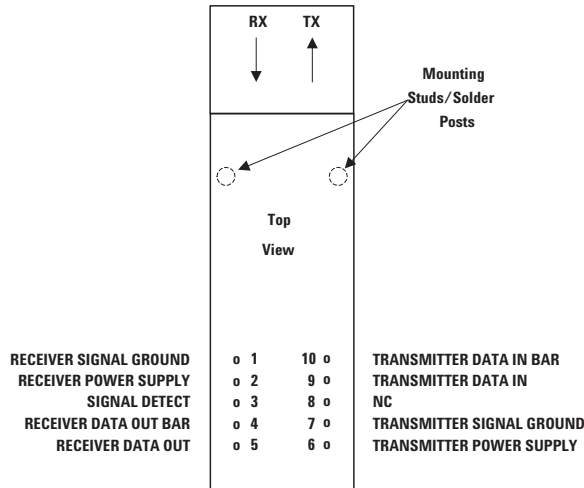 RX TX
Mounting
Studs/Solder
Posts
Top
View
RECEIVER SIGNAL GROUND o 1 10 o TRANSMITTER DATA IN BAR
RECEIVER POWER SUPPLY o 2 9 o TRANSMITTER DATA IN
SIGNAL DETECT o 3 8 o NC
RECEIVER DATA OUT BAR o 4 7 o TRANSMITTER SIGNAL GROUND
RECEIVER DATA OUT o 5 6 o TRANSMITTER POWER SUPPLY